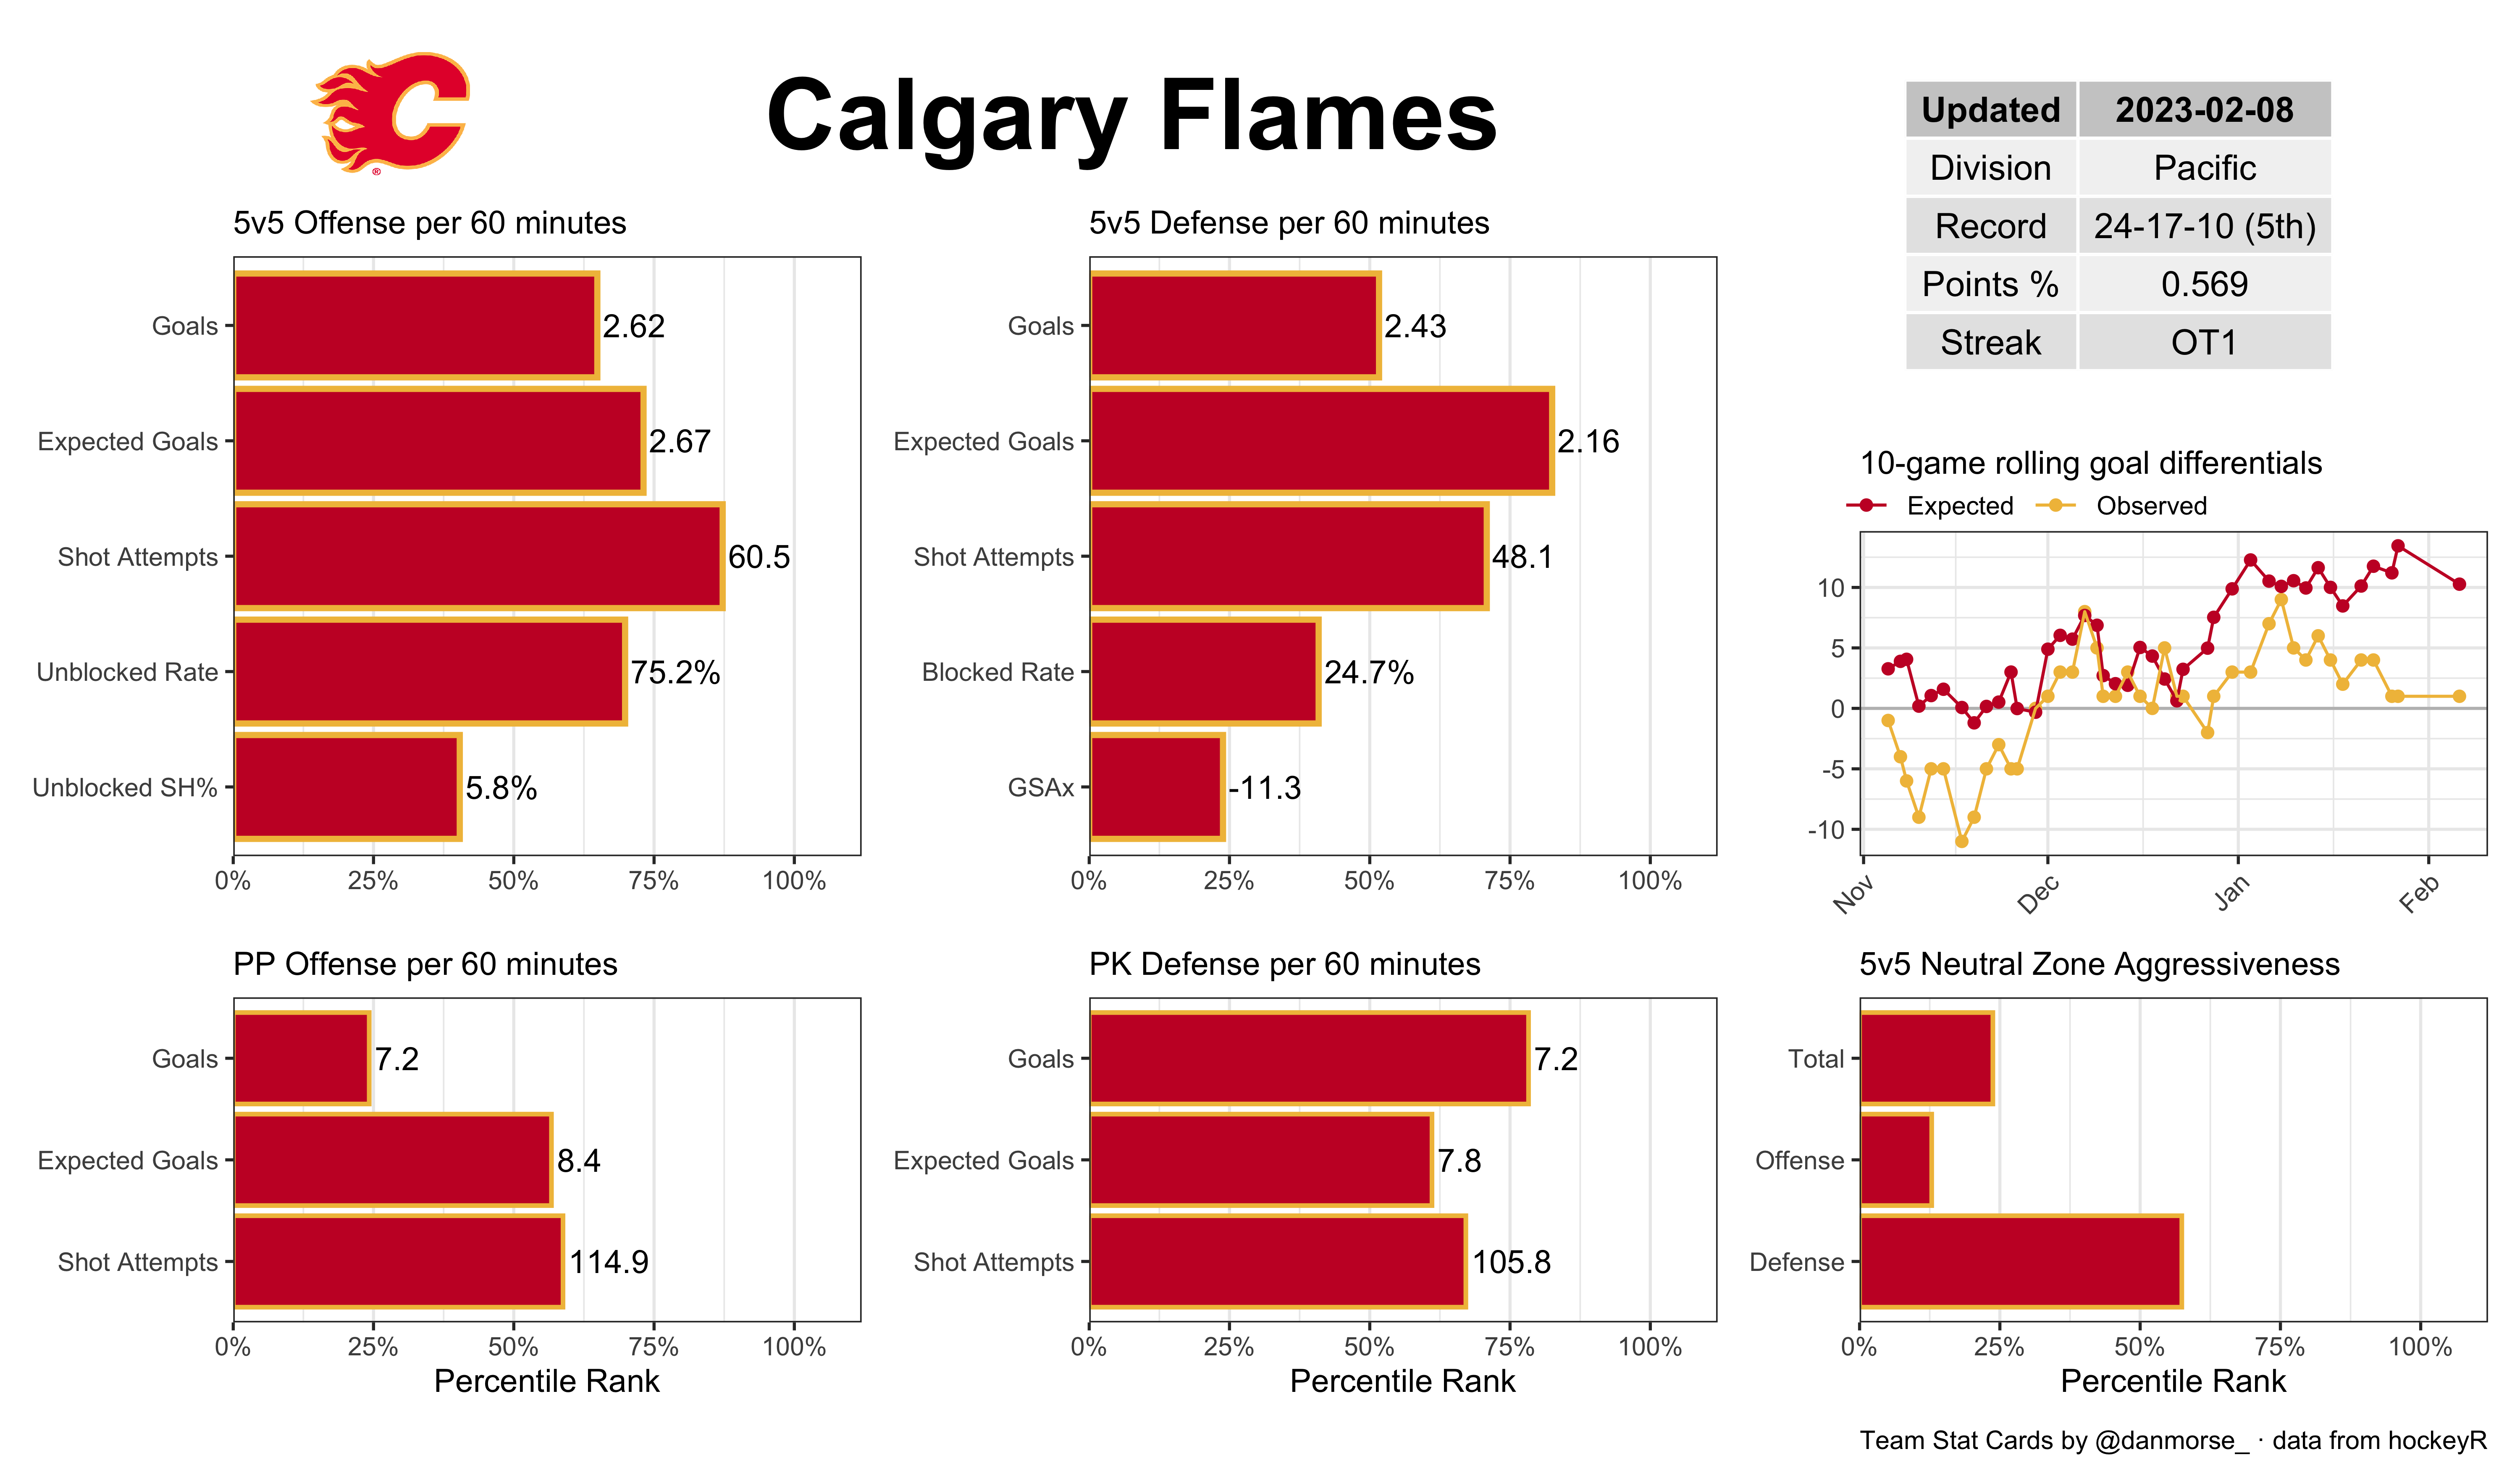 Calgary Flames
Updated 2023-02-08
Division Pacific
Record 24-17-10 (5th)
Points % 0.569
Streak OT1
5v5 Offense per 60 minutes
Goals 2.62
Expected Goals 2.67
Shot Attempts 60.5
Unblocked Rate 75.2%
Unblocked SH% 5.8%
0% 25% 50% 75% 100%
5v5 Defense per 60 minutes
Goals 2.43
Expected Goals 2.16
Shot Attempts 48.1
Blocked Rate 24.7%
GSAx -11.3
0% 25% 50% 75% 100%
10-game rolling goal differentials
Expected Observed
10
5
0
-5
-10
Nov Dec Jan Feb
PP Offense per 60 minutes
Goals 7.2
Expected Goals 8.4
Shot Attempts 114.9
0% 25% 50% 75% 100%
Percentile Rank
PK Defense per 60 minutes
Goals 7.2
Expected Goals 7.8
Shot Attempts 105.8
0% 25% 50% 75% 100%
Percentile Rank
5v5 Neutral Zone Aggressiveness
Total
Offense
Defense
0% 25% 50% 75% 100%
Percentile Rank
Team Stat Cards by @danmorse_ · data from hockeyR